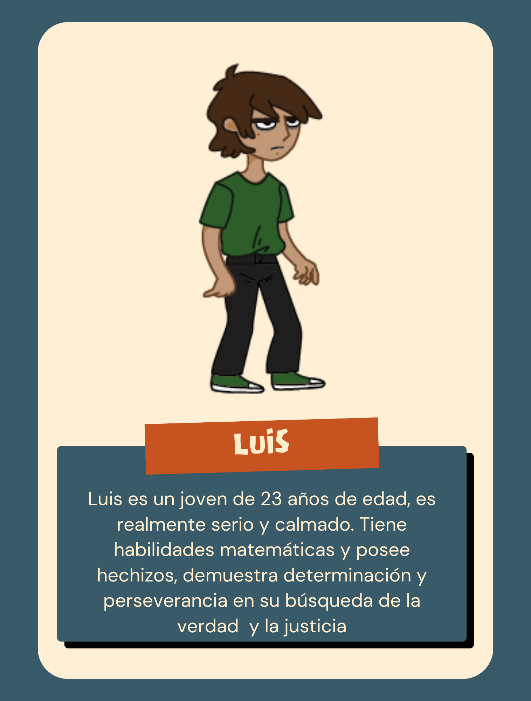 Luis
Luis es un joven de 23 años de edad, es
realmente serio y calmado. Tiene
habilidades matemáticas y posee
hechizos, demuestra determinación y
perseverancia en su búsqueda de la
verdad  y la justicia